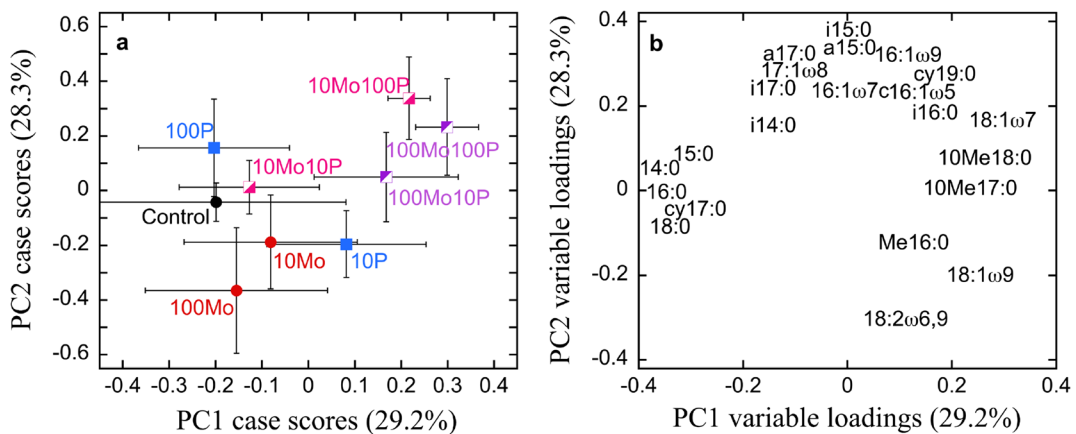 a
PC2 case scores (28.3%)
0.6
0.4
0.2
0
-0.2
-0.4
-0.6
10Mo100P
100P
100Mo100P
10Mo10P
100Mo10P
Control
10Mo
10P
100Mo
-0.4 -0.3 -0.2 -0.1 0 0.1 0.2 0.3 0.4
PC1 case scores (29.2%)
b
PC2 variable loadings (28.3%)
0.4
0.2
0
-0.2
-0.4
i15:0
a17:0
a15:0
16:1ω9
17:1ω8
cy19:0
i17:0
16:1ω7c
16:1ω5
i16:0
18:1ω7
i14:0
15:0
10Me18:0
14:0
16:0
10Me17:0
cy17:0
18:0
Me16:0
18:1ω9
18:2ω6,9
-0.4 -0.2 0 0.2 0.4
PC1 variable loadings (29.2%)